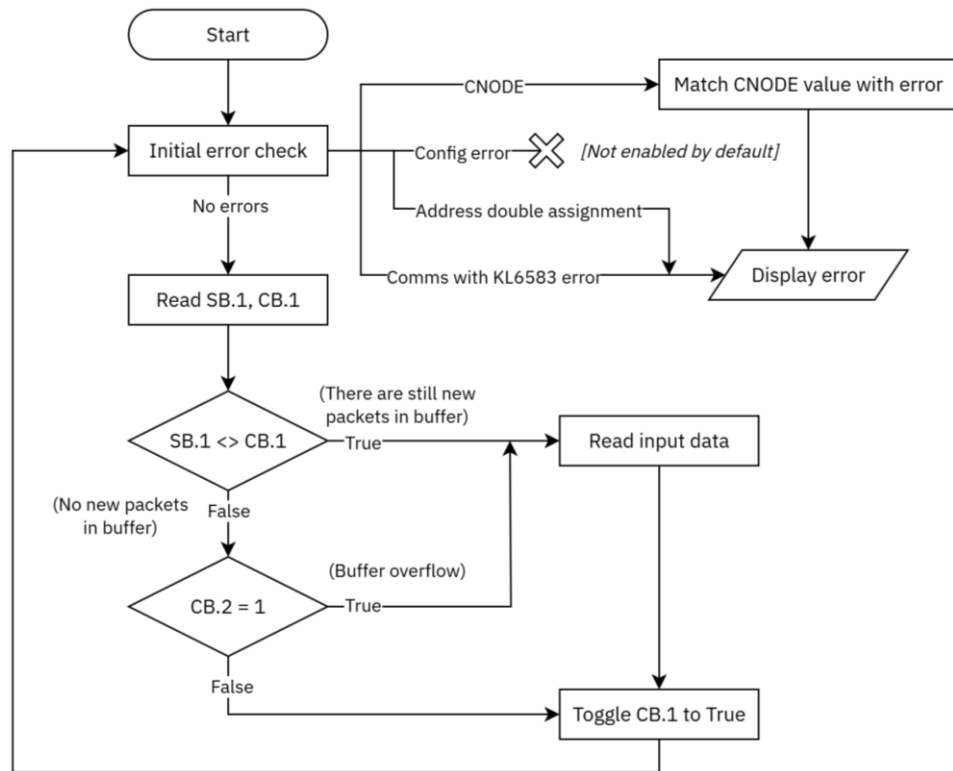 Start
CNODE
Match CNODE value with error
Initial error check
Config error
[Not enabled by default]
No errors
Address double assignment
Comms with KL6583 error
Display error
Read SB.1, CB.1
(There are still new
packets in buffer)
SB.1 <> CB.1
True
Read input data
(No new packets
in buffer)
False
(Buffer overflow)
CB.2 = 1
True
False
Toggle CB.1 to True